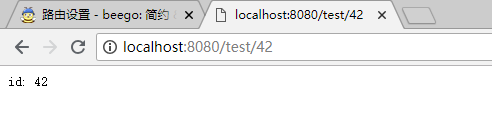 路由设置 - beego: 简约
localhost:8080/test/42
localhost:8080/test/42
id: 42